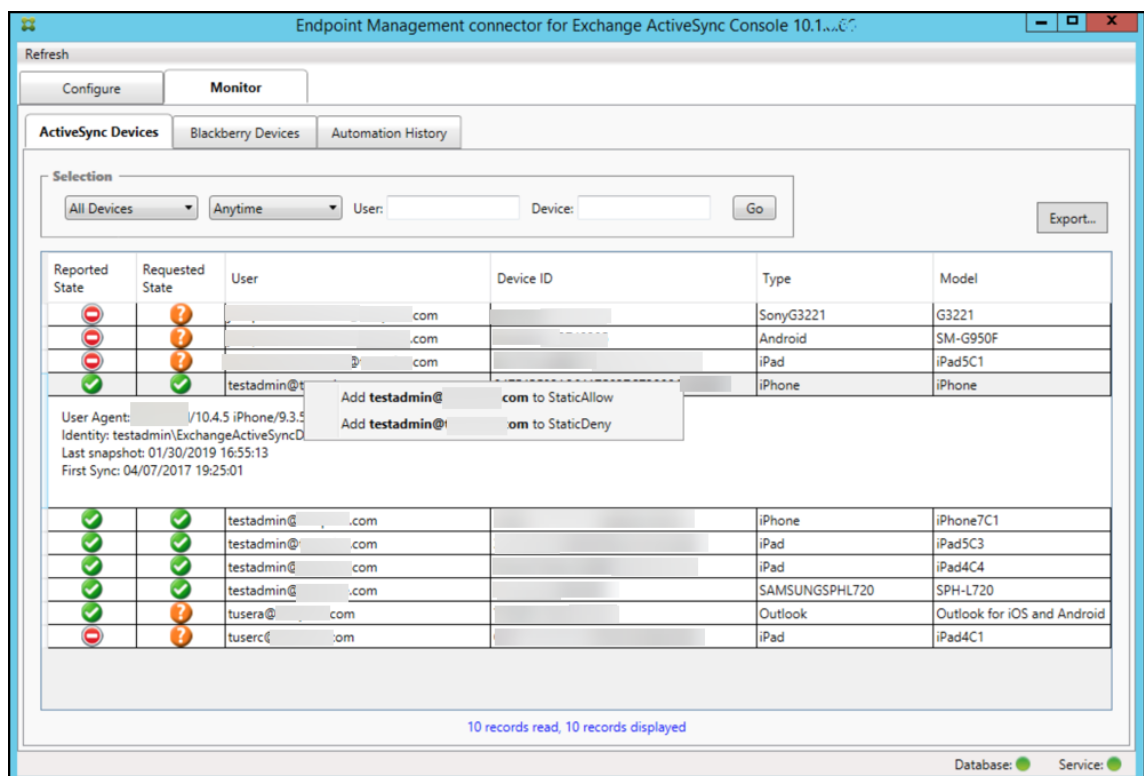 Endpoint Management connector for Exchange ActiveSync Console 10.1
Refresh
Configure Monitor
ActiveSync Devices Blackberry Devices Automation History
Selection
All Devices Anytime User: Device: Go
Export...
Reported State Requested State User Device ID Type Model
.com SonyG3221 G3221
.com Android SM-G950F
com iPad iPad5C1
testadmin@ iPhone iPhone
Add testadmin@ com to StaticAllow
Add testadmin@ com to StaticDeny
User Agent: /10.4.5 iPhone/9.3.5
Identity: testadmin\ExchangeActiveSyncD
Last snapshot: 01/30/2019 16:55:13
First Sync: 04/07/2017 19:25:01
testadmin@ .com iPhone iPhone7C1
testadmin@ .com iPad iPad5C3
testadmin@ .com iPad iPad4C4
testadmin@ .com SAMSUNGSPHL720 SPH-L720
tusera@ com Outlook Outlook for iOS and Android
tuserc@ com iPad iPad4C1
10 records read, 10 records displayed
Database: Service: